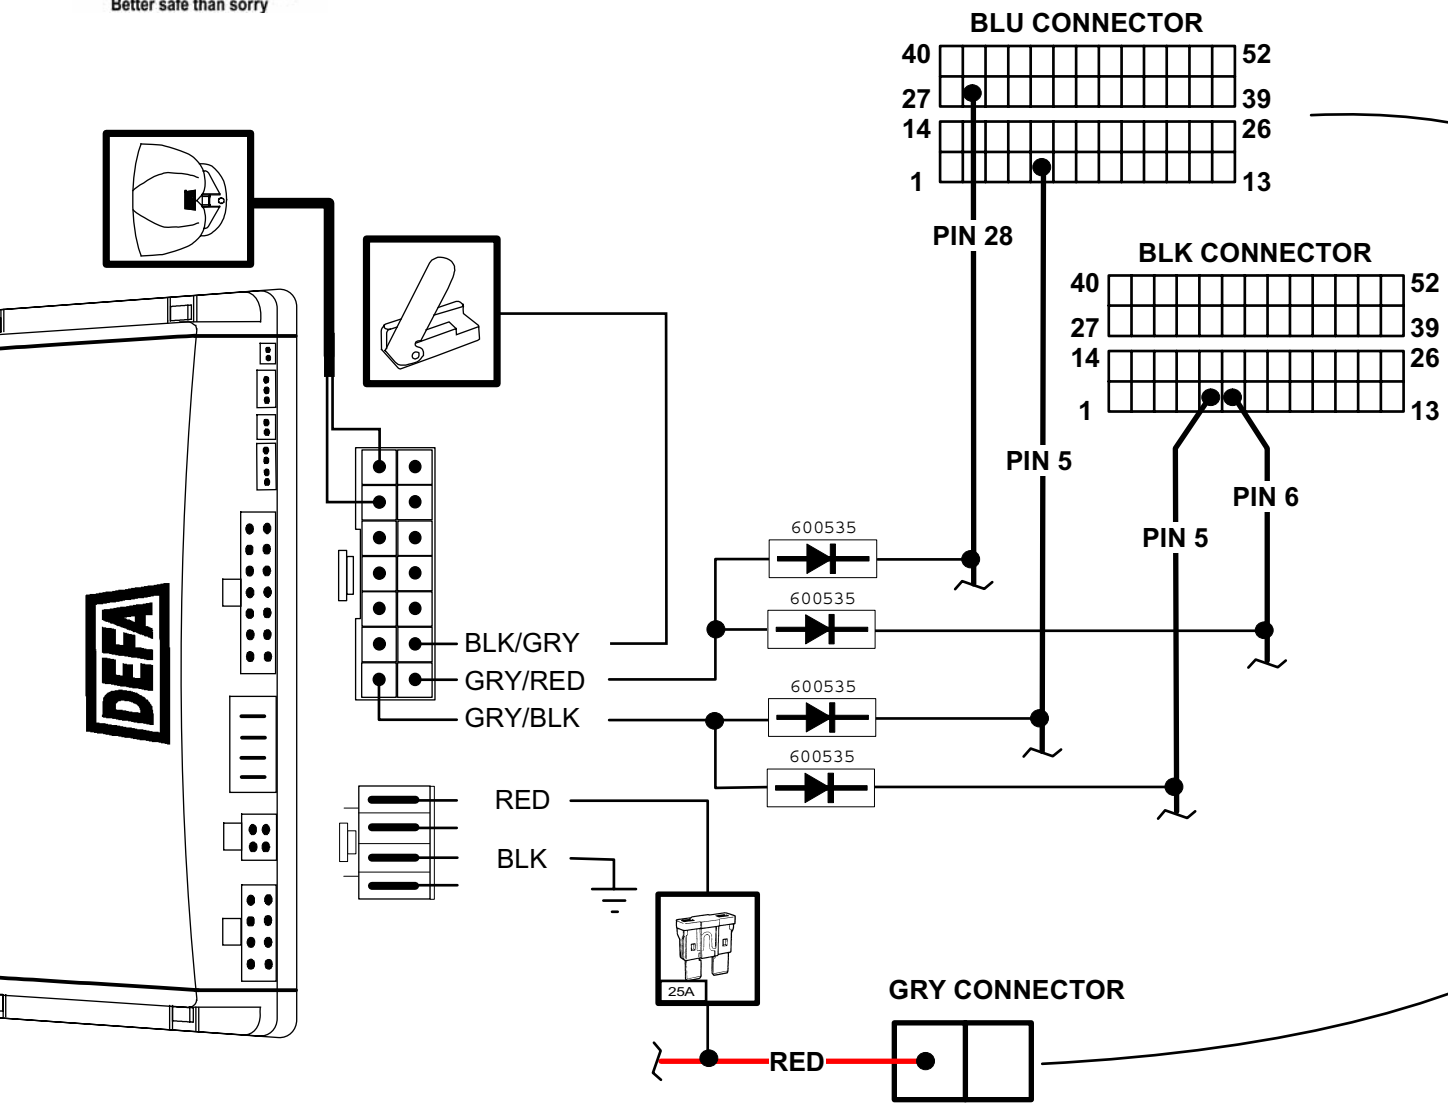 Better safe than sorry
BLU CONNECTOR
40 52
27 39
14 26
1 13
PIN 28
BLK CONNECTOR
40 52
27 39
14 26
1 13
PIN 5
PIN 6
PIN 5
600535
600535
BLK/GRY
GRY/RED
600535
GRY/BLK
600535
DEFA
RED
BLK
25A
GRY CONNECTOR
RED